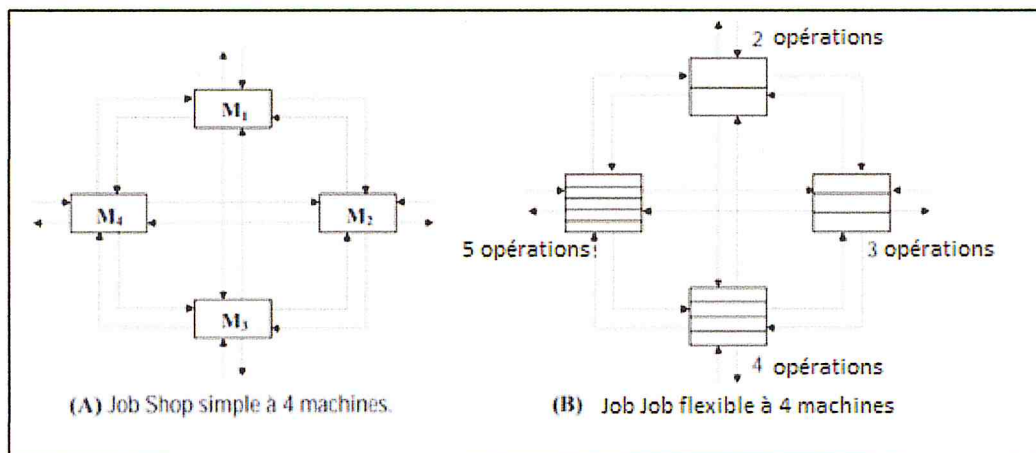 2 opérations
M₁
M₄
M₂
5 opérations
3 opérations
M₃
4 opérations
(A) Job Shop simple à 4 machines.
(B) Job Job flexible à 4 machines